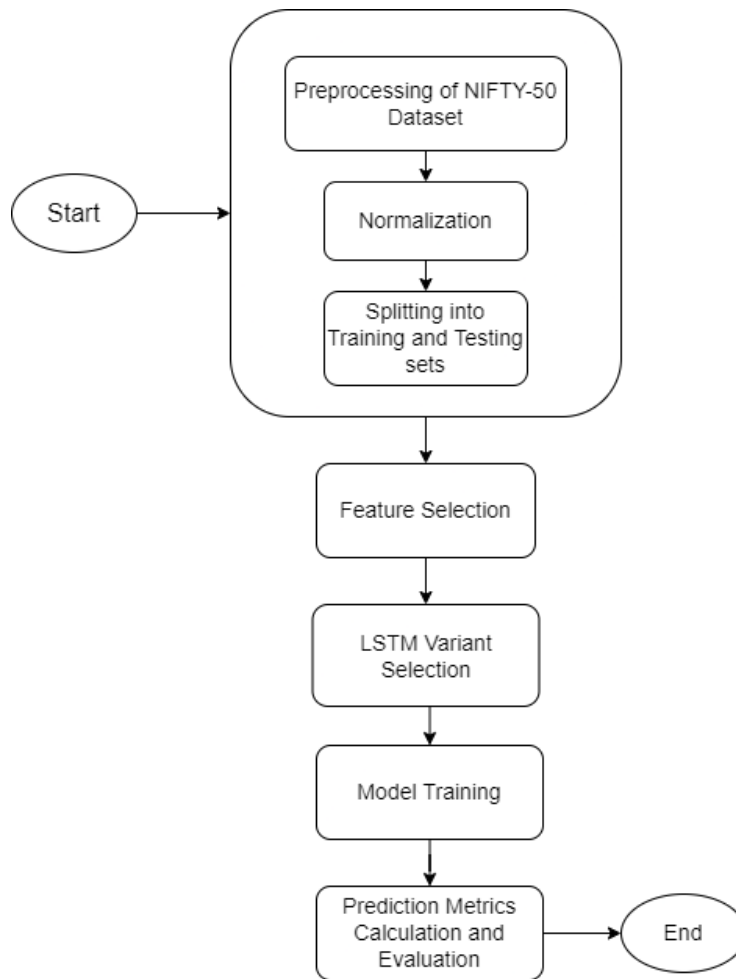 Preprocessing of NIFTY-50
Dataset
Start
Normalization
Splitting into
Training and Testing
sets
Feature Selection
LSTM Variant
Selection
Model Training
Prediction Metrics
Calculation and
Evaluation
End